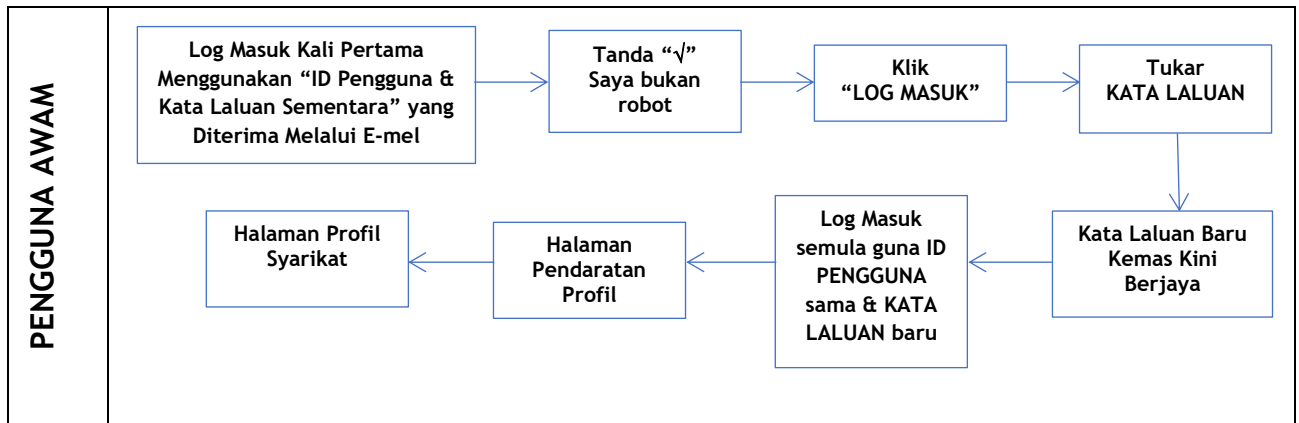 PENGGUNA AWAM
Log Masuk Kali Pertama
Menggunakan “ID Pengguna &
Kata Laluan Sementara” yang
Diterima Melalui E-mel
Tanda “√”
Saya bukan
robot
Klik
“LOG MASUK”
Tukar
KATA LALUAN
Kata Laluan Baru
Kemas Kini
Berjaya
Log Masuk
semula guna ID
PENGGUNA
sama & KATA
LALUAN baru
Halaman
Pendaratan
Profil
Halaman Profil
Syarikat